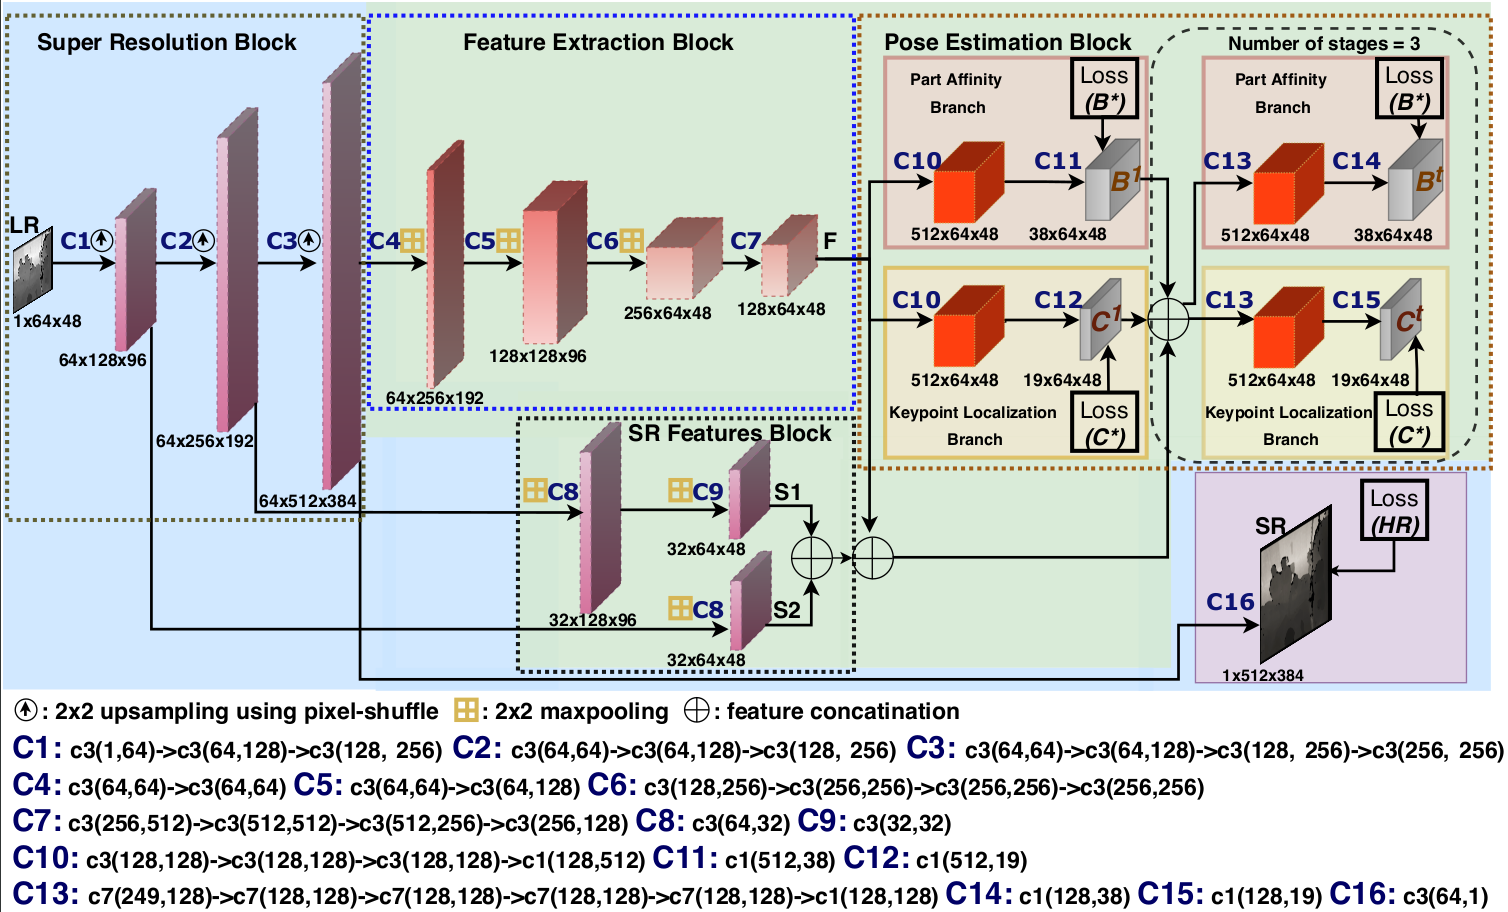 Super Resolution Block
Feature Extraction Block
Pose Estimation Block
Number of stages = 3
LR
C1
C2
C3
1x64x48
64x128x96
64x256x192
64x512x384
C4
C5
C6
C7
F
64x256x192
128x128x96
256x64x48
128x64x48
Part Affinity
Branch
Loss
(B*)
C10
C11
B1
512x64x48
38x64x48
C10
C12
C1
512x64x48
19x64x48
Keypoint Localization
Branch
Loss
(C*)
Part Affinity
Branch
Loss
(B*)
C13
C14
Bt
512x64x48
38x64x48
C13
C15
Ct
512x64x48
19x64x48
Keypoint Localization
Branch
Loss
(C*)
SR Features Block
C8
C9
S1
32x128x96
32x64x48
C8
S2
32x64x48
SR
Loss
(HR)
C16
1x512x384
: 2x2 upsampling using pixel-shuffle : 2x2 maxpooling : feature concatination
C1: c3(1,64)->c3(64,128)->c3(128, 256) C2: c3(64,64)->c3(64,128)->c3(128, 256) C3: c3(64,64)->c3(64,128)->c3(128, 256)->c3(256, 256)
C4: c3(64,64)->c3(64,64) C5: c3(64,64)->c3(64,128) C6: c3(128,256)->c3(256,256)->c3(256,256)->c3(256,256)
C7: c3(256,512)->c3(512,512)->c3(512,256)->c3(256,128) C8: c3(64,32) C9: c3(32,32)
C10: c3(128,128)->c3(128,128)->c3(128,128)->c1(128,512) C11: c1(512,38) C12: c1(512,19)
C13: c7(249,128)->c7(128,128)->c7(128,128)->c7(128,128)->c7(128,128)->c1(128,128) C14: c1(128,38) C15: c1(128,19) C16: c3(64,1)